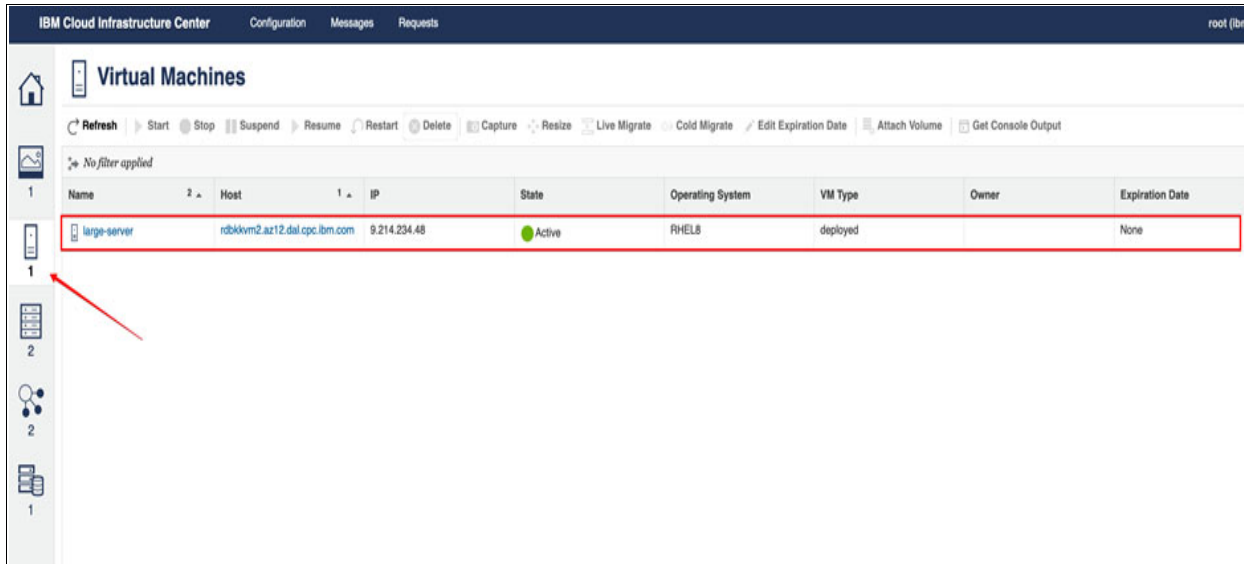 IBM Cloud Infrastructure Center Configuration Messages Requests root (ibm
Virtual Machines
Refresh Start Stop Suspend Resume Restart Delete Capture Resize Live Migrate Cold Migrate Edit Expiration Date Attach Volume Get Console Output
No filter applied
1
Name 2 Host 1 IP State Operating System VM Type Owner Expiration Date
large-server rdbkkvm2.az12.dal.cpc.ibm.com 9.214.234.48 Active RHEL8 deployed None
1
2
2
1